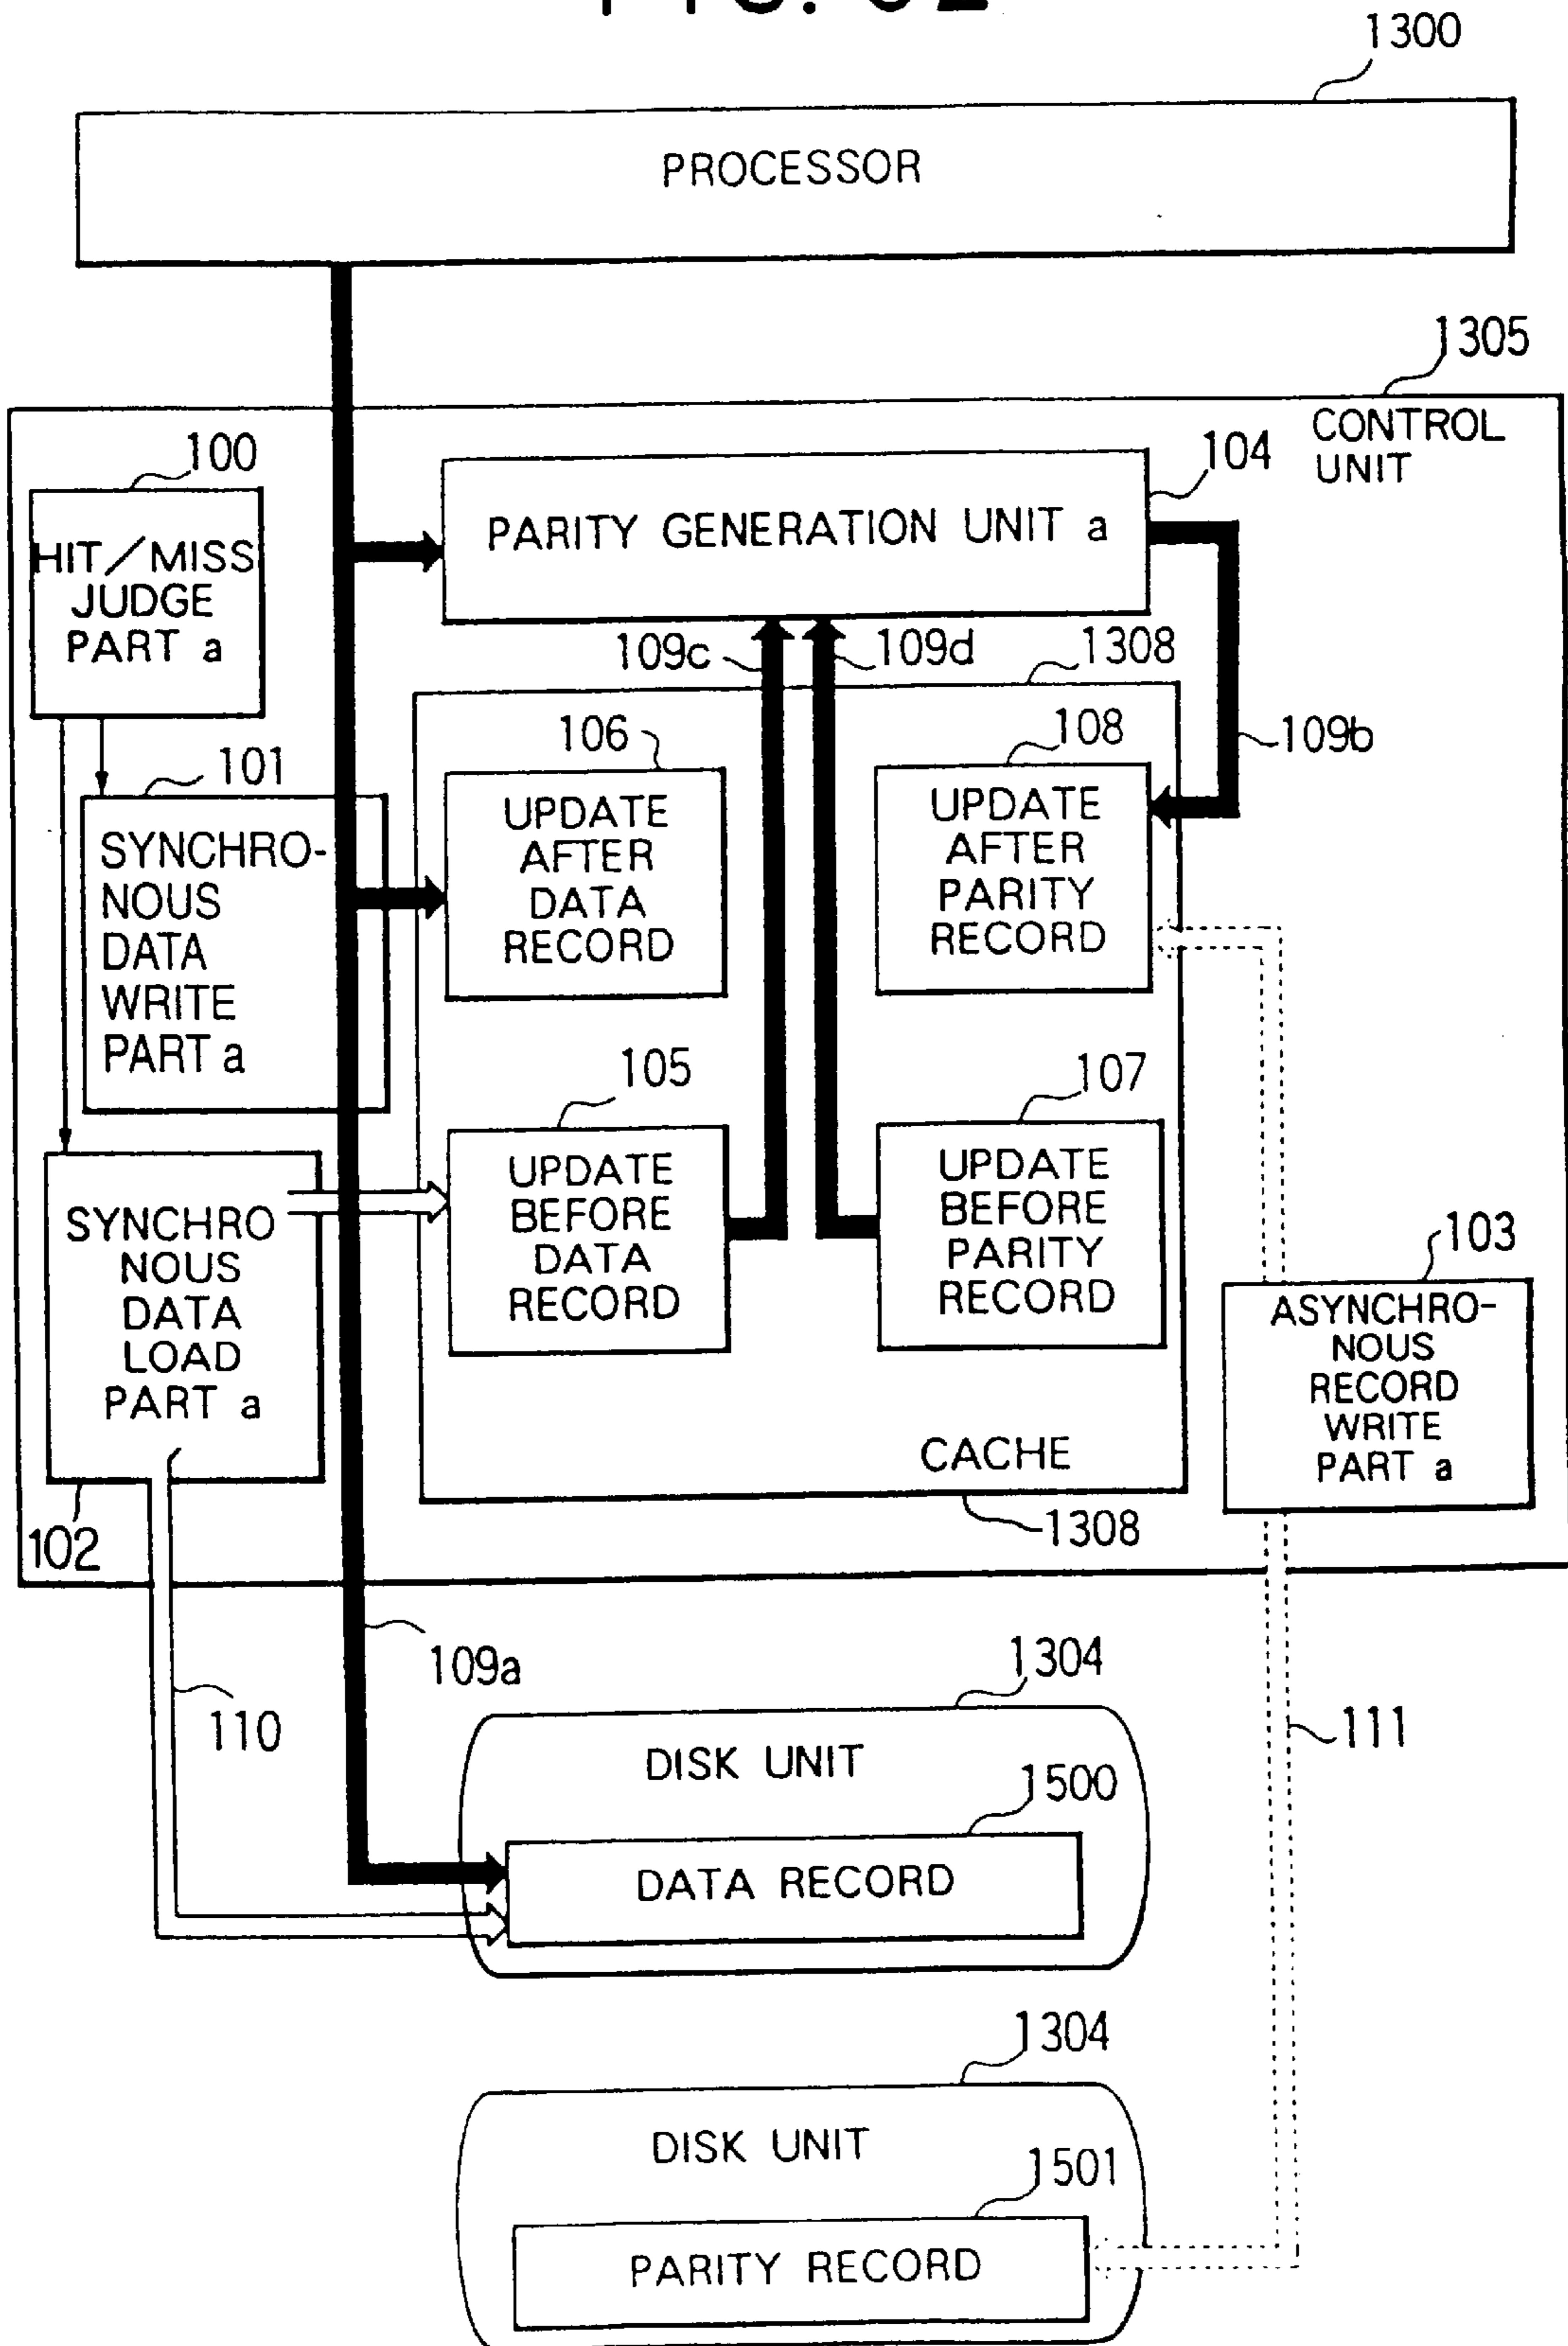 FIG.
1300
PROCESSOR
1305
CONTROL
UNIT
100
HIT/MISS
JUDGE
PART a
104
PARITY GENERATION UNIT a
109c
109d
1308
109b
101
SYNCHRO-
NOUS
DATA
WRITE
PART a
106
UPDATE
AFTER
DATA
RECORD
108
UPDATE
AFTER
PARITY
RECORD
105
UPDATE
BEFORE
DATA
RECORD
107
UPDATE
BEFORE
PARITY
RECORD
SYNCHRO
NOUS
DATA
LOAD
PART a
102
103
ASYNCHRO-
NOUS
RECORD
WRITE
PART a
CACHE
1308
109a
110
111
1304
DISK UNIT
1500
DATA RECORD
1304
DISK UNIT
1501
PARITY RECORD